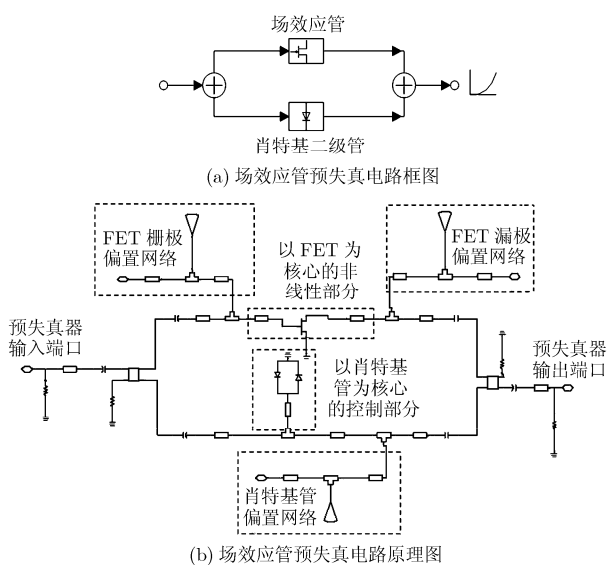 场效应管
肖特基二级管
(a) 场效应管预失真电路框图
FET 栅极
偏置网络
以 FET 为
核心的非
线性部分
FET 漏极
偏置网络
预失真器
输入端口
以肖特基
管为核心
的控制部分
预失真器
输出端口
肖特基管
偏置网络
(b) 场效应管预失真电路原理图